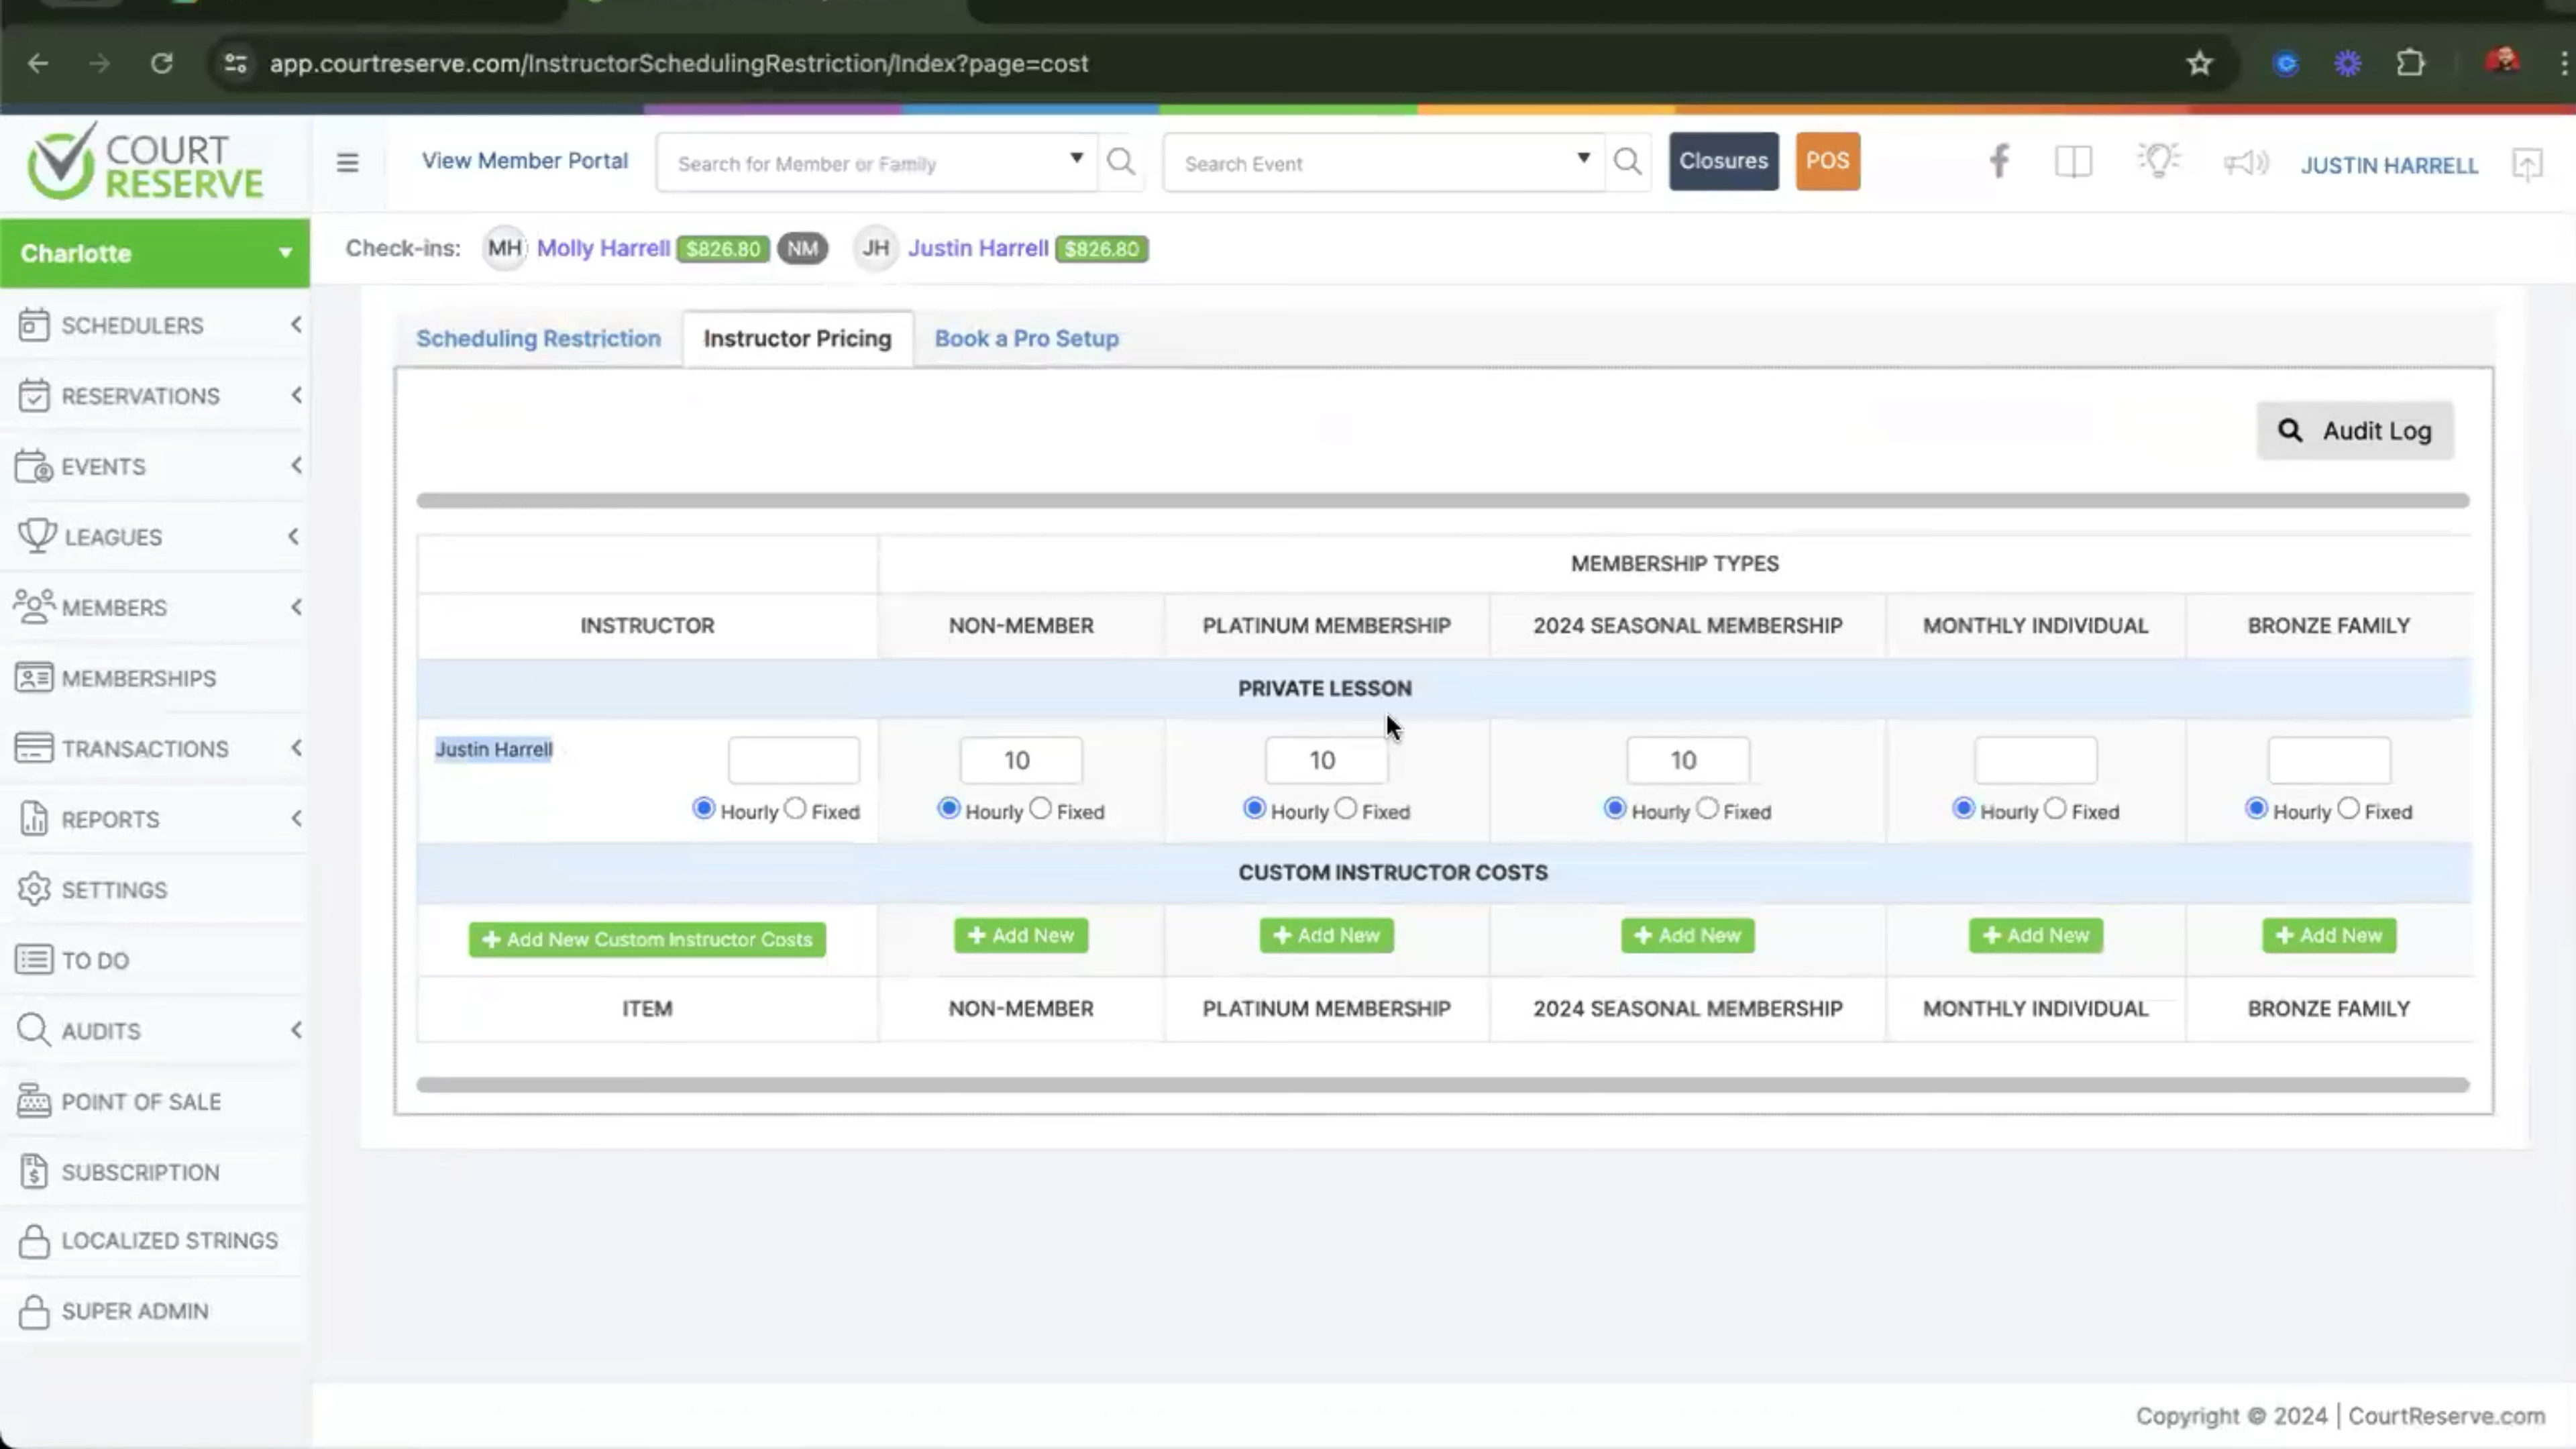 app.courtreserve.com/InstructorSchedulingRestriction/Index?page=cost
COURT
RESERVE
View Member Portal
Search for Member or Family
Search Event
Closures
POS
JUSTIN HARRELL
Charlotte
Check-ins: MH Molly Harrell $826.80 NM JH Justin Harrell $826.80
SCHEDULERS
RESERVATIONS
EVENTS
LEAGUES
MEMBERS
MEMBERSHIPS
TRANSACTIONS
REPORTS
SETTINGS
TO DO
AUDITS
POINT OF SALE
SUBSCRIPTION
LOCALIZED STRINGS
SUPER ADMIN
Scheduling Restriction Instructor Pricing Book a Pro Setup
Audit Log
MEMBERSHIP TYPES
INSTRUCTOR NON-MEMBER PLATINUM MEMBERSHIP 2024 SEASONAL MEMBERSHIP MONTHLY INDIVIDUAL BRONZE FAMILY
PRIVATE LESSON
Justin Harrell 10 10 10
Hourly Fixed Hourly Fixed Hourly Fixed Hourly Fixed Hourly Fixed Hourly Fixed
CUSTOM INSTRUCTOR COSTS
+ Add New Custom Instructor Costs + Add New + Add New + Add New + Add New + Add New
ITEM NON-MEMBER PLATINUM MEMBERSHIP 2024 SEASONAL MEMBERSHIP MONTHLY INDIVIDUAL BRONZE FAMILY
Copyright © 2024 | CourtReserve.com